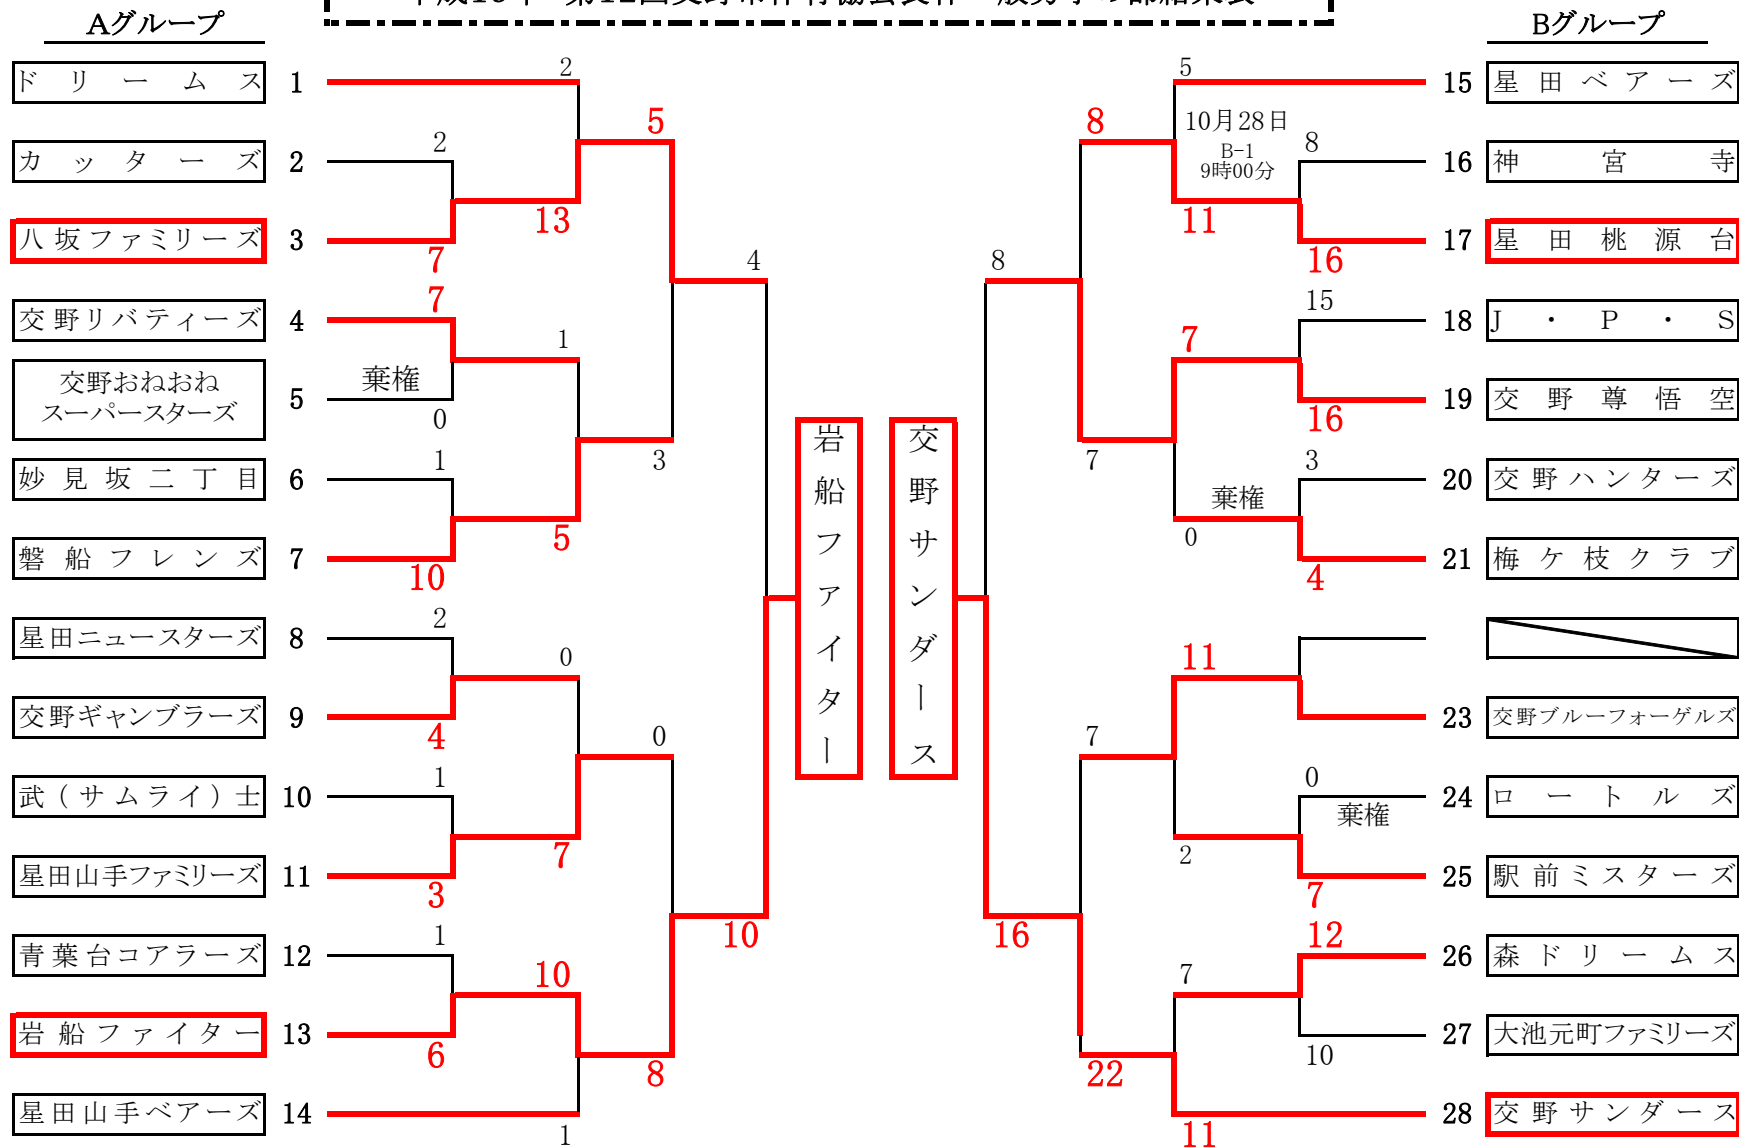 Aグループ
Bグループ
ドリームス 1
カッターズ 2
八坂ファミリーズ 3
交野リバティーズ 4
交野おねおね
スーパースターズ 5
妙見坂二丁目 6
磐船フレンズ 7
星田ニュースターズ 8
交野ギャンブラーズ 9
武(サムライ)士 10
星田山手ファミリーズ 11
青葉台コアラーズ 12
岩船ファイター 13
星田山手ベアーズ 14
2
2
7
13
5
7
棄権
0
1
1
10
5
3
4
2
4
0
1
3
7
0
1
6
10
1
8
10
岩船ファイター
交野サンダース
5
10月28日
B-1
9時00分
8
16
11
8
15
16
7
3
4
棄権
0
7
8
11
0
棄権
7
2
7
12
10
7
11
22
16
15 星田ベアーズ
16 神宮寺
17 星田桃源台
18 J・P・S
19 交野尊悟空
20 交野ハンターズ
21 梅ケ枝クラブ
23 交野ブルーフォーゲルズ
24 ロートルズ
25 駅前ミスターズ
26 森ドリームス
27 大池元町ファミリーズ
28 交野サンダース